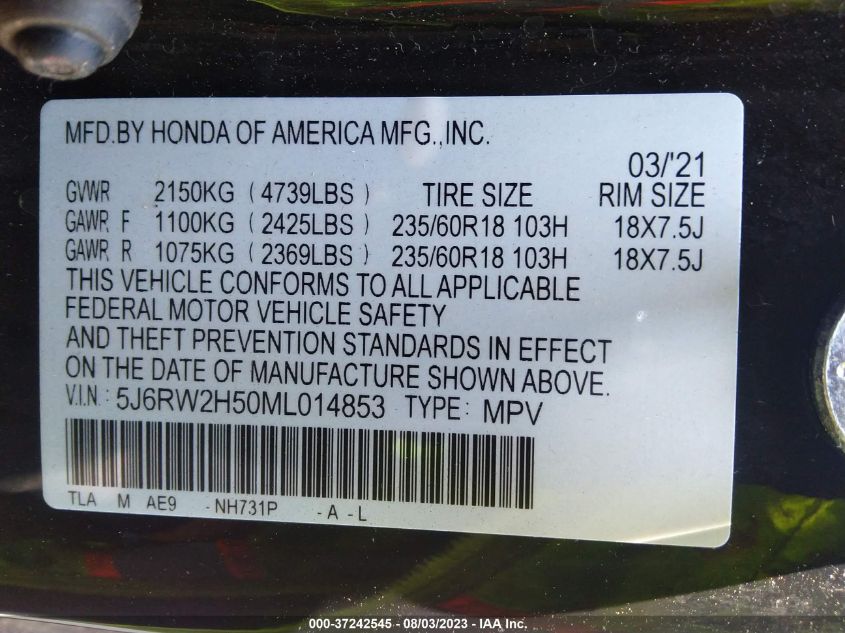 MFD.BY HONDA OF AMERICA MFG.,INC.
03/'21
GVWR 2150KG (4739LBS) TIRE SIZE RIM SIZE
GAWR F 1100KG (2425LBS) 235/60R18 103H 18X7.5J
GAWR R 1075KG (2369LBS) 235/60R18 103H 18X7.5J
THIS VEHICLE CONFORMS TO ALL APPLICABLE
FEDERAL MOTOR VEHICLE SAFETY
AND THEFT PREVENTION STANDARDS IN EFFECT
ON THE DATE OF MANUFACTURE SHOWN ABOVE.
V.I.N: 5J6RW2H50ML014853 TYPE: MPV
TLA M AE9 -NH731P -A-L
000-37242545 - 08/03/2023 - IAA Inc.